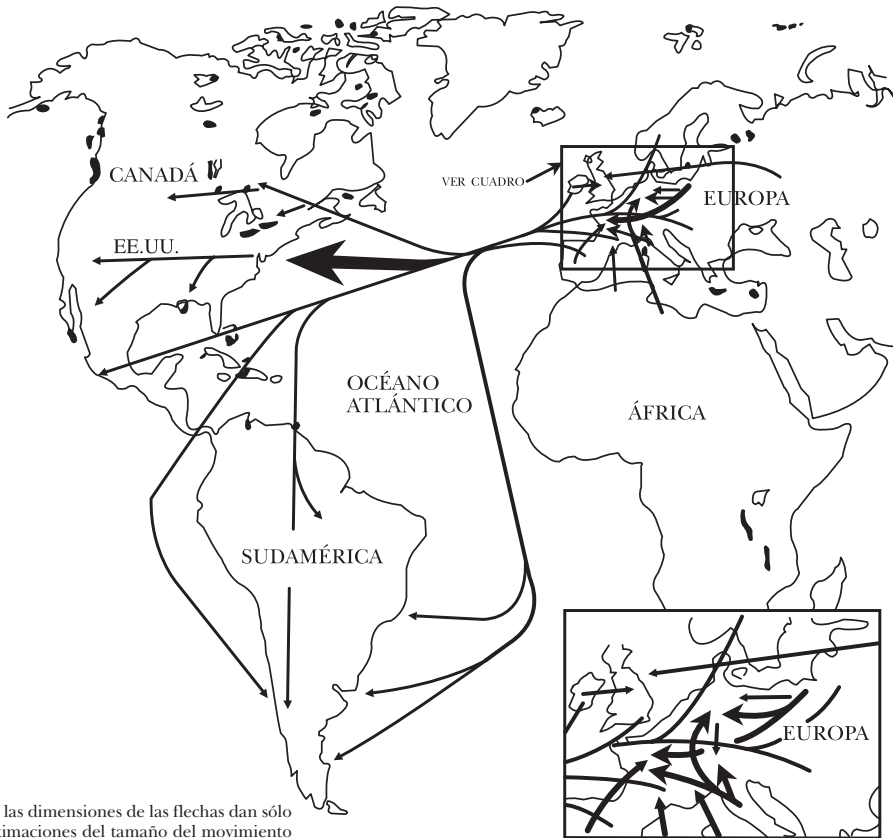 CANADÁ
VER CUADRO
EUROPA
EE.UU.
OCÉANO
ATLÁNTICO
ÁFRICA
SUDAMÉRICA
EUROPA
las dimensiones de las flechas dan sólo
del tamaño del movimiento